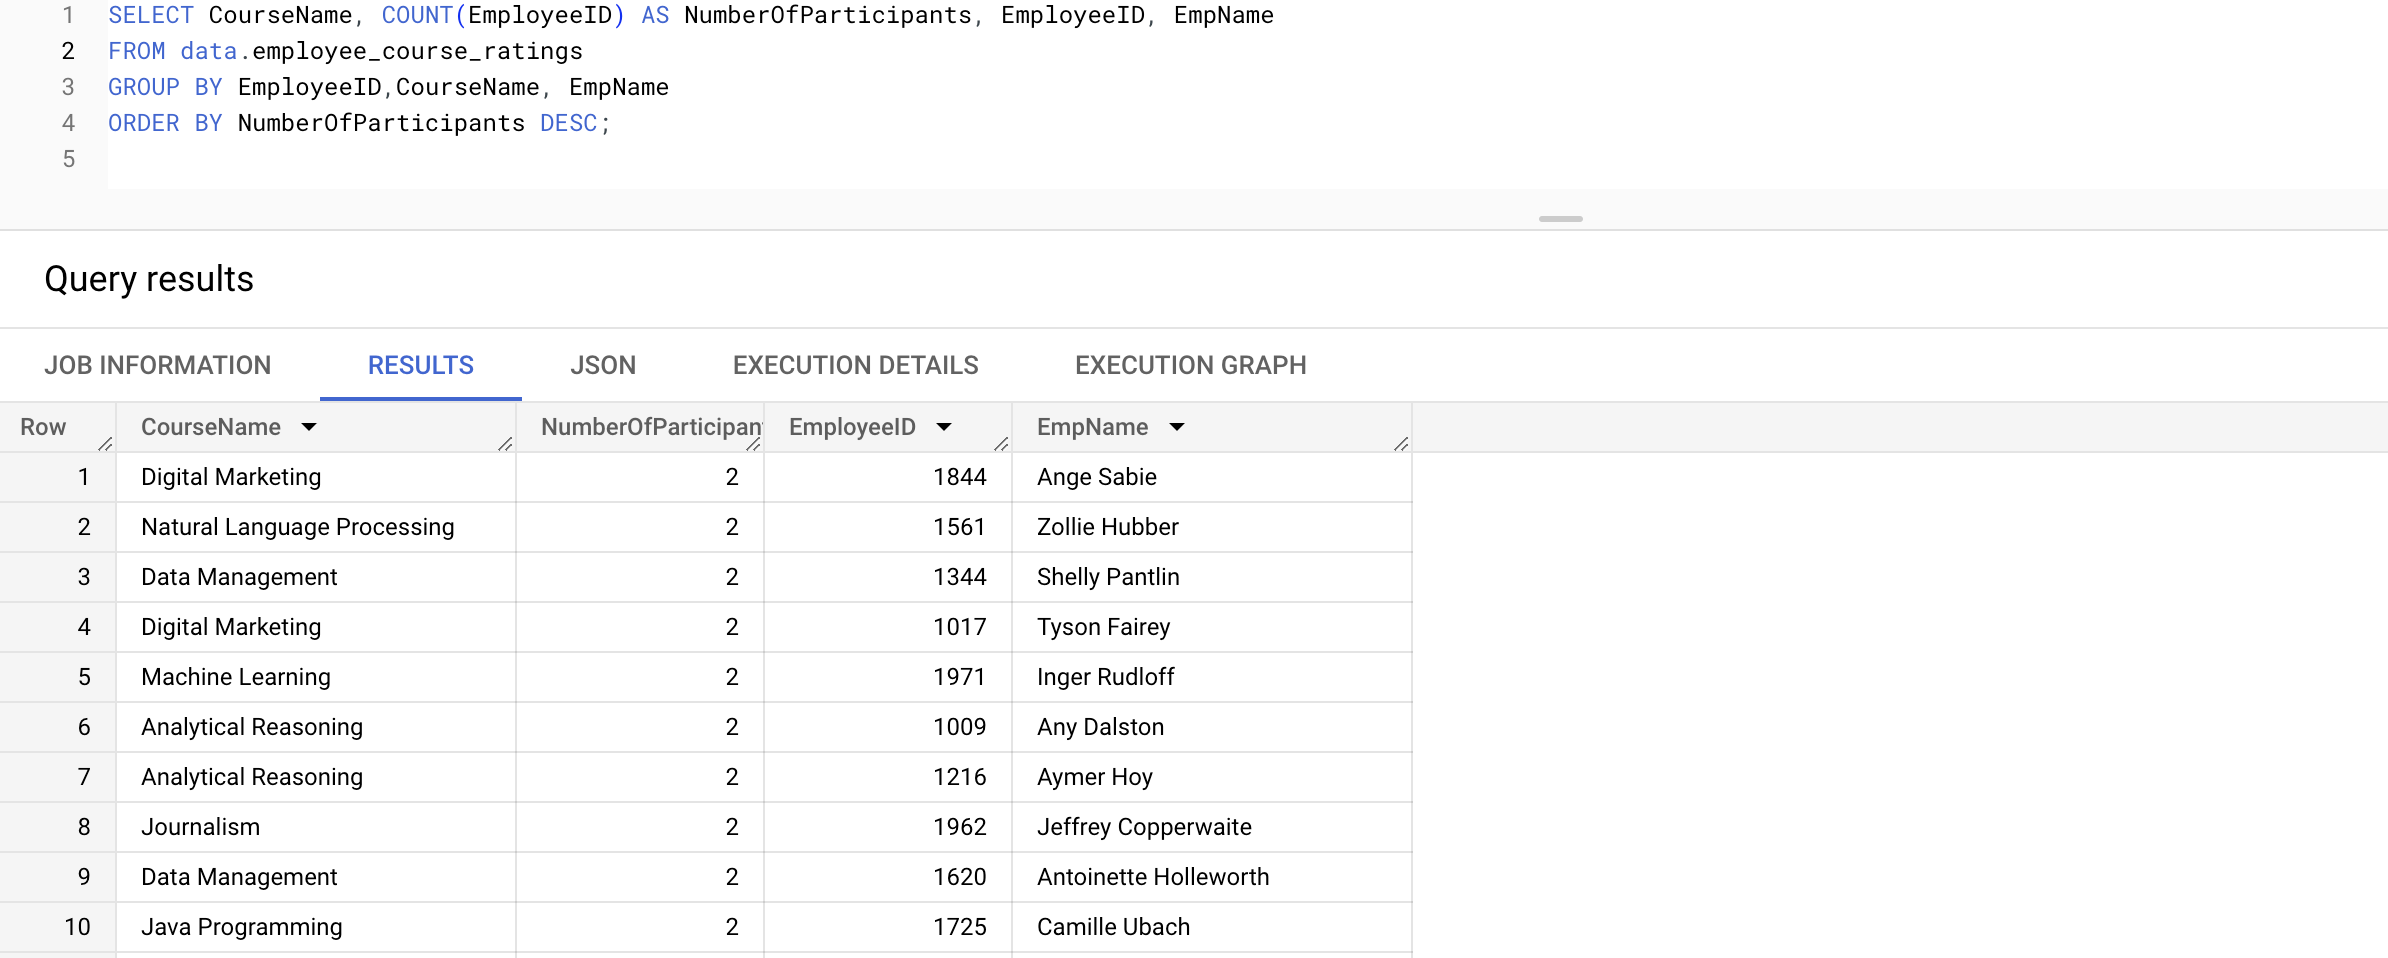 1 SELECT CourseName, COUNT(EmployeeID) AS NumberOfParticipants, EmployeeID, EmpName
2 FROM data.employee_course_ratings
3 GROUP BY EmployeeID,CourseName, EmpName
4 ORDER BY NumberOfParticipants DESC;
5
Query results
JOB INFORMATION RESULTS JSON EXECUTION DETAILS EXECUTION GRAPH
Row CourseName NumberOfParticipant EmployeeID EmpName
1 Digital Marketing 2 1844 Ange Sabie
2 Natural Language Processing 2 1561 Zollie Hubber
3 Data Management 2 1344 Shelly Pantlin
4 Digital Marketing 2 1017 Tyson Fairey
5 Machine Learning 2 1971 Inger Rudloff
6 Analytical Reasoning 2 1009 Any Dalston
7 Analytical Reasoning 2 1216 Aymer Hoy
8 Journalism 2 1962 Jeffrey Copperwaite
9 Data Management 2 1620 Antoinette Holleworth
10 Java Programming 2 1725 Camille Ubach